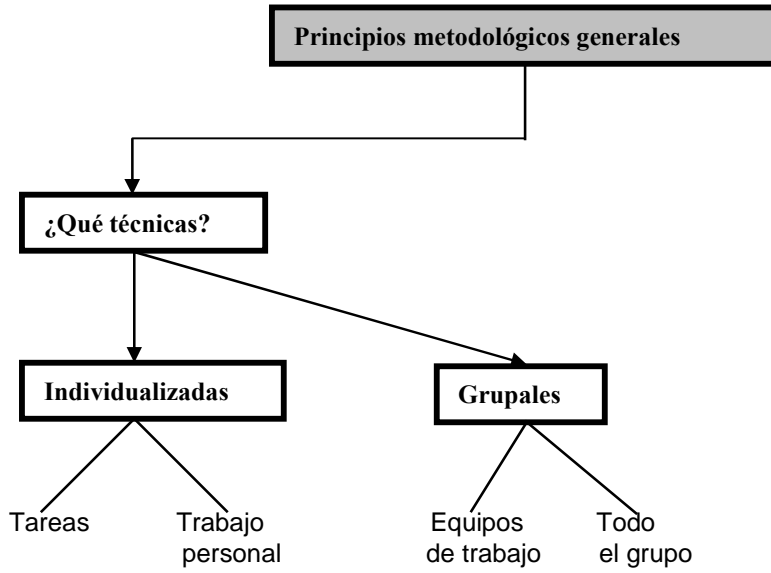 Principios metodológicos generales
¿Qué técnicas?
Individualizadas
Grupales
Tareas
Trabajo
personal
Equipos
de trabajo
Todo
el grupo